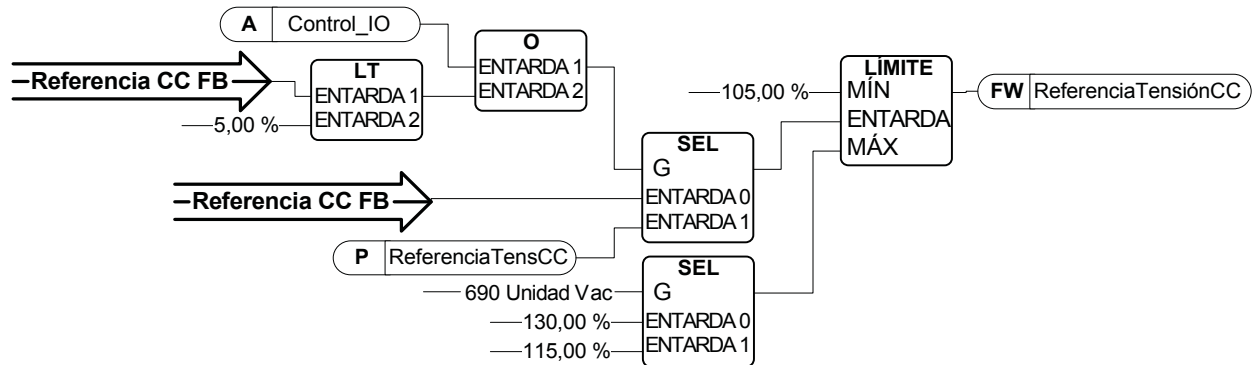 A Control_IO
O
ENTARDA 1
ENTARDA 2
Referencia CC FB
LT
ENTARDA 1
ENTARDA 2
5,00 %
LÍMITE
MÍN
ENTARDA
MÁX
105,00 %
FW ReferenciaTensiónCC
SEL
G
ENTARDA 0
ENTARDA 1
Referencia CC FB
P ReferenciaTensCC
SEL
G
ENTARDA 0
ENTARDA 1
690 Unidad Vac
130,00 %
115,00 %